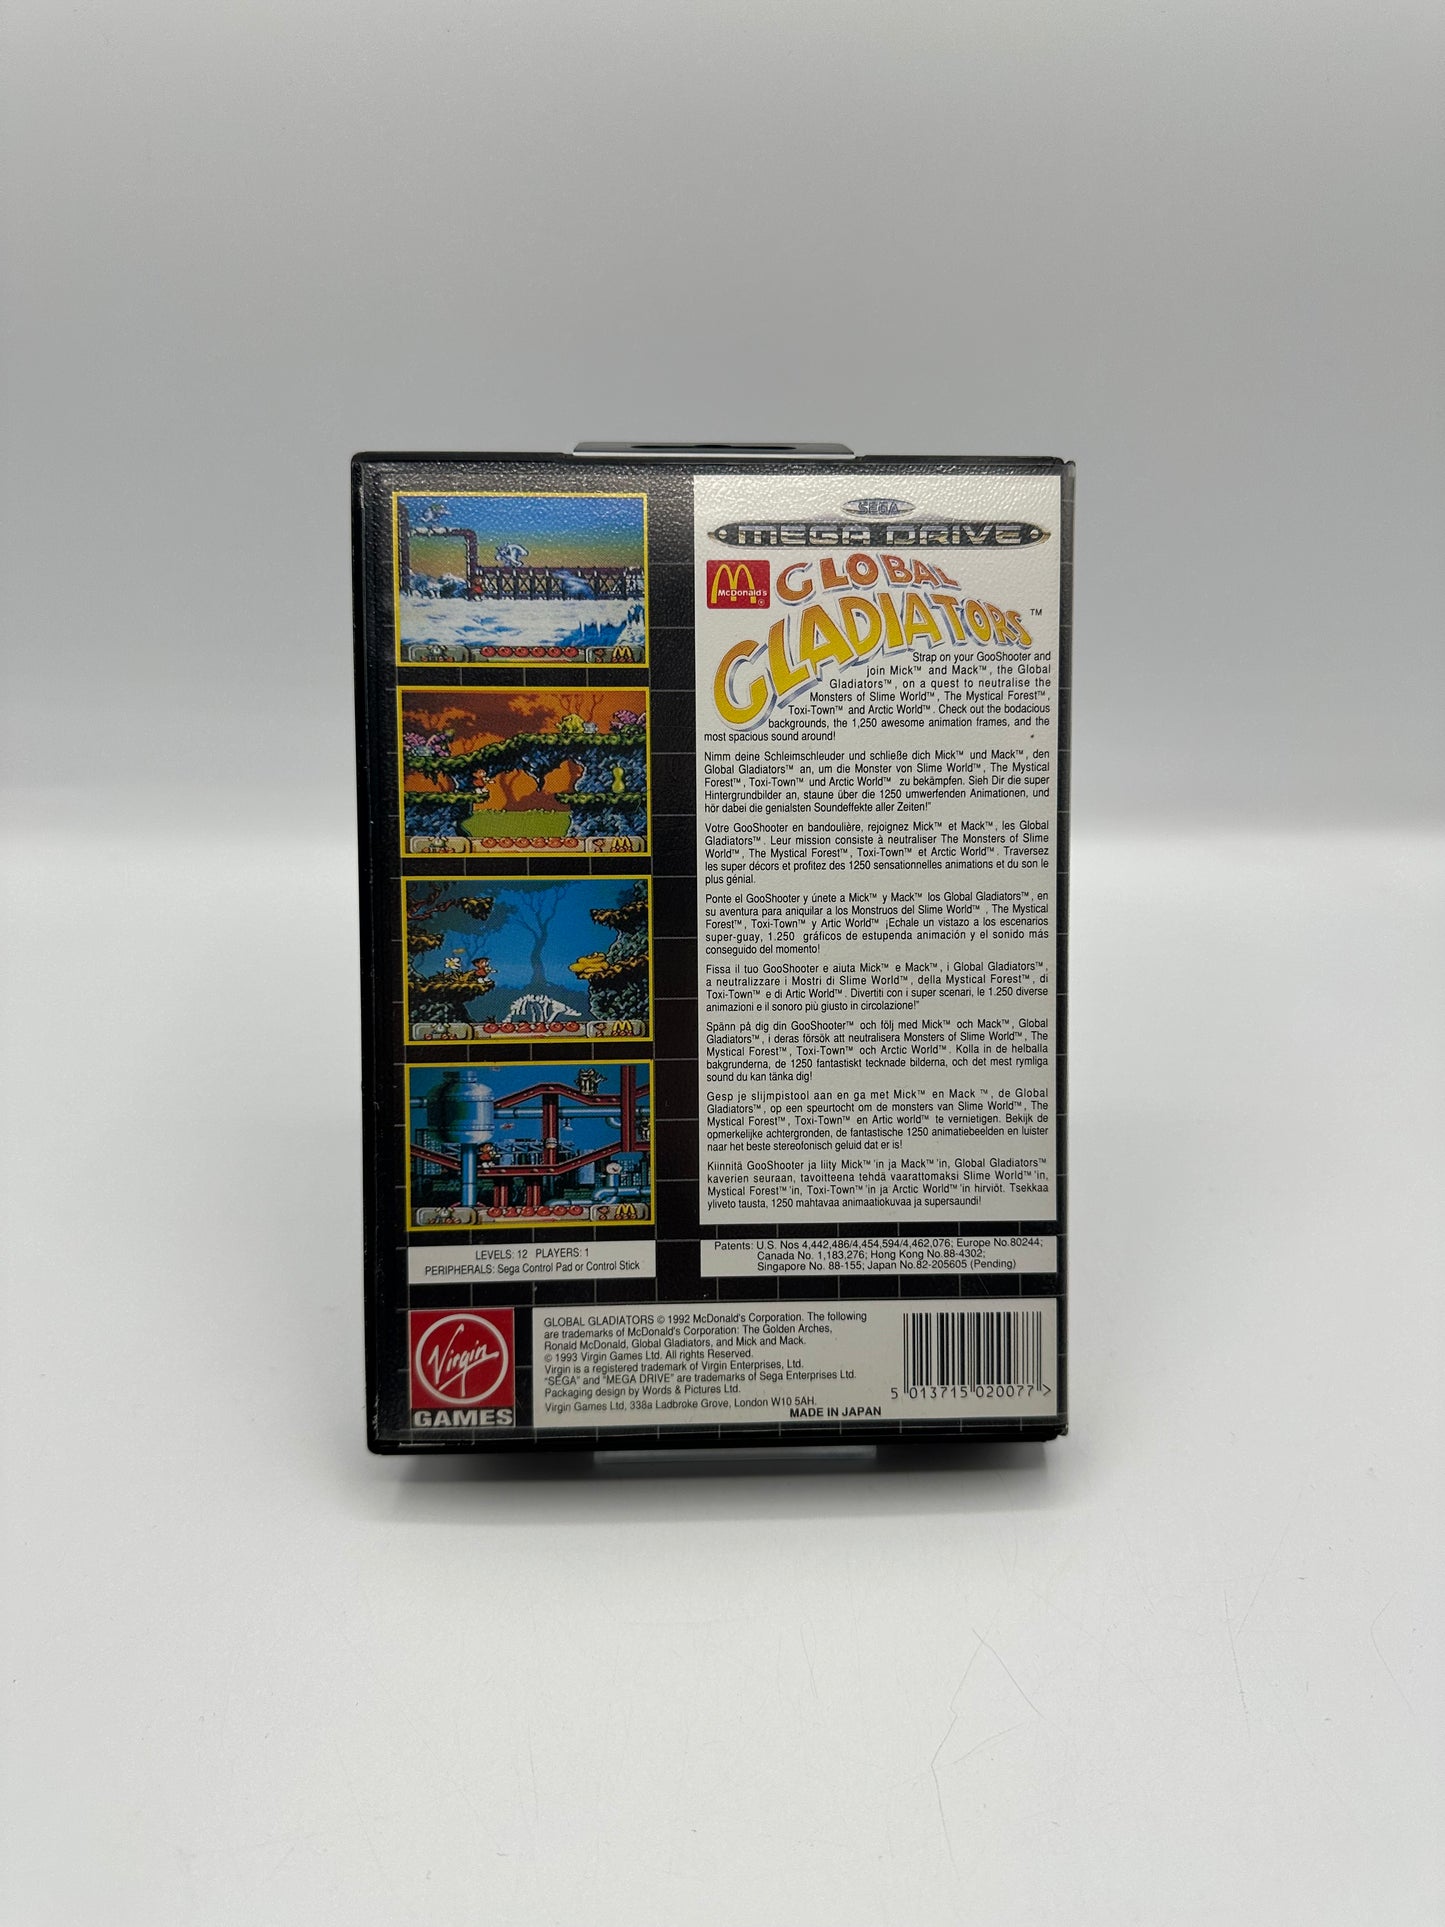 SEGA
MEGA DRIVE
McDonald's ®
GLOBAL
GLADIATORS™
Strap on your GooShooter and
join Mick™ and Mack™, the Global
Gladiators™, on a quest to neutralise the
Monsters of Slime World™, The Mystical Forest™,
Toxi-Town™ and Arctic World™. Check out the bodacious
backgrounds, the 1,250 awesome animation frames, and the
most spacious sound around!
Nimm deine Schleimschleuder und schließe dich Mick™ und Mack™, den
Global Gladiators™ an, um die Monster von Slime World™, The Mystical
Forest™, Toxi-Town™ und Arctic World™ zu bekämpfen. Sieh Dir die super
Hintergrundbilder an, staune über die 1250 umwerfenden Animationen, und
hör dabei die genialsten Soundeffekte aller Zeiten!"
Votre GooShooter en bandoulière, rejoignez Mick™ et Mack™, les Global
Gladiators™. Leur mission consiste à neutraliser The Monsters of Slime
World™, The Mystical Forest™, Toxi-Town™ et Arctic World™. Traversez
les super décors et profitez des 1250 sensationnelles animations et du son le
plus génial.
Ponte el GooShooter y únete a Mick™ y Mack™ los Global Gladiators™, en
su aventura para aniquilar a los Monstruos del Slime World™, The Mystical
Forest™, Toxi-Town™ y Artic World™ ¡Echale un vistazo a los escenarios
super-guay, 1.250 gráficos de estupenda animación y el sonido más
conseguido del momento!
Fissa il tuo GooShooter e aiuta Mick™ e Mack™, i Global Gladiators™,
a neutralizzare i Mostri di Slime World™, della Mystical Forest™, di
Toxi-Town™ e di Artic World™. Divertiti con i super scenari, le 1.250 diverse
animazioni e il sonoro più giusto in circolazione!"
Spänn på dig din GooShooter™ och följ med Mick™ och Mack™, Global
Gladiators™, i deras försök att neutralisera Monsters of Slime World™, The
Mystical Forest™, Toxi-Town™ och Arctic World™. Kolla in de helballa
bakgrunderna, de 1250 fantastiskt tecknade bilderna, och det mest rymliga
sound du kan tänka dig!
Gesp je slijmpistool aan en ga met Mick™ en Mack ™, de Global
Gladiators™, op een speurtocht om de monsters van Slime World™, The
Mystical Forest™, Toxi-Town™ en Artic world™ te vernietigen. Bekijk de
opmerkelijke achtergronden, de fantastische 1250 animatiebeelden en luister
naar het beste stereofonisch geluid dat er is!
Kiinnitä GooShooter ja liity Mick™'in ja Mack™'in, Global Gladiators™
kaverien seuraan, tavoitteena tehdä vaarattomaksi Slime World™'in,
Mystical Forest™'in, Toxi-Town™'in ja Arctic World™'in hirviöt. Tsekkaa
yliveto tausta, 1250 mahtavaa animaatiokuvaa ja supersaundi!
LEVELS: 12 PLAYERS: 1
PERIPHERALS: Sega Control Pad or Control Stick
Patents: U.S. Nos 4,442,486/4,454,594/4,462,076; Europe No.80244;
Canada No. 1,183,276; Hong Kong No.88-4302;
Singapore No. 88-155; Japan No.82-205605 (Pending)
Virgin
GAMES
GLOBAL GLADIATORS © 1992 McDonald's Corporation. The following
are trademarks of McDonald's Corporation: The Golden Arches,
Ronald McDonald, Global Gladiators, and Mick and Mack.
© 1993 Virgin Games Ltd. All rights Reserved.
Virgin is a registered trademark of Virgin Enterprises, Ltd.
"SEGA" and "MEGA DRIVE" are trademarks of Sega Enterprises Ltd.
Packaging design by Words & Pictures Ltd.
Virgin Games Ltd, 338a Ladbroke Grove, London W10 5AH.
MADE IN JAPAN
5 013715 020077 >